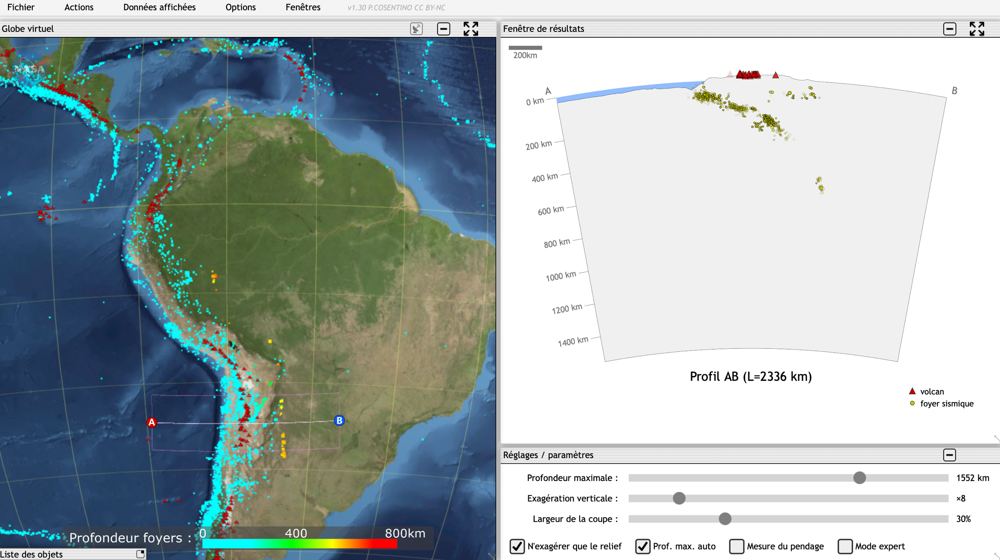 Fichier Actions Données affichées Options Fenêtres v1.30 P.COSENTINO CC BY-NC
Globe virtuel
NASA
A
B
Profondeur foyers : 0 400 800km
Liste des objets
Fenêtre de résultats
200km
A
B
0 km
200 km
400 km
600 km
800 km
1000 km
1200 km
1400 km
Profil AB (L=2336 km)
volcan
foyer sismique
Réglages / paramètres
Profondeur maximale : 1552 km
Exagération verticale : ×8
Largeur de la coupe : 30%
N'exagérer que le relief Prof. max. auto Mesure du pendage Mode expert